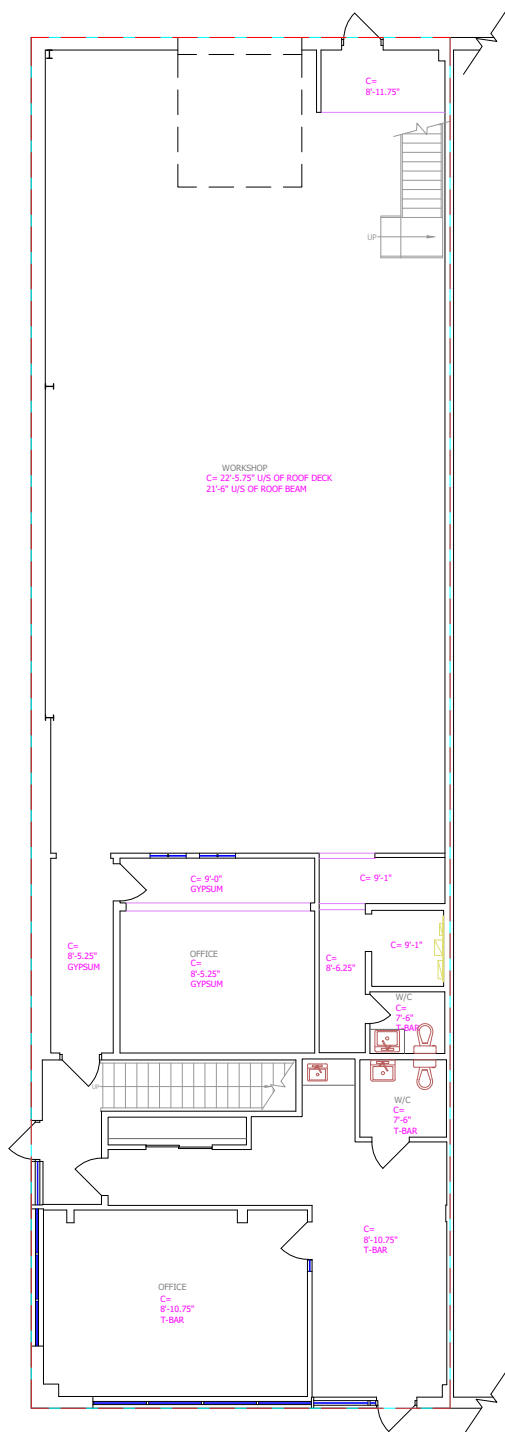 C=
8'-11.75"
UP
WORKSHOP
C= 22'-5.75" U/S OF ROOF DECK
21'-6" U/S OF ROOF BEAM
C= 9'-0"
GYPSUM
C= 9'-1"
C=
8'-5.25"
GYPSUM
OFFICE
C=
8'-5.25"
GYPSUM
C=
8'-6.25"
C= 9'-1"
W/C
C=
7'-6"
T-BAR
UP
W/C
C=
7'-6"
T-BAR
C=
8'-10.75"
T-BAR
OFFICE
C=
8'-10.75"
T-BAR